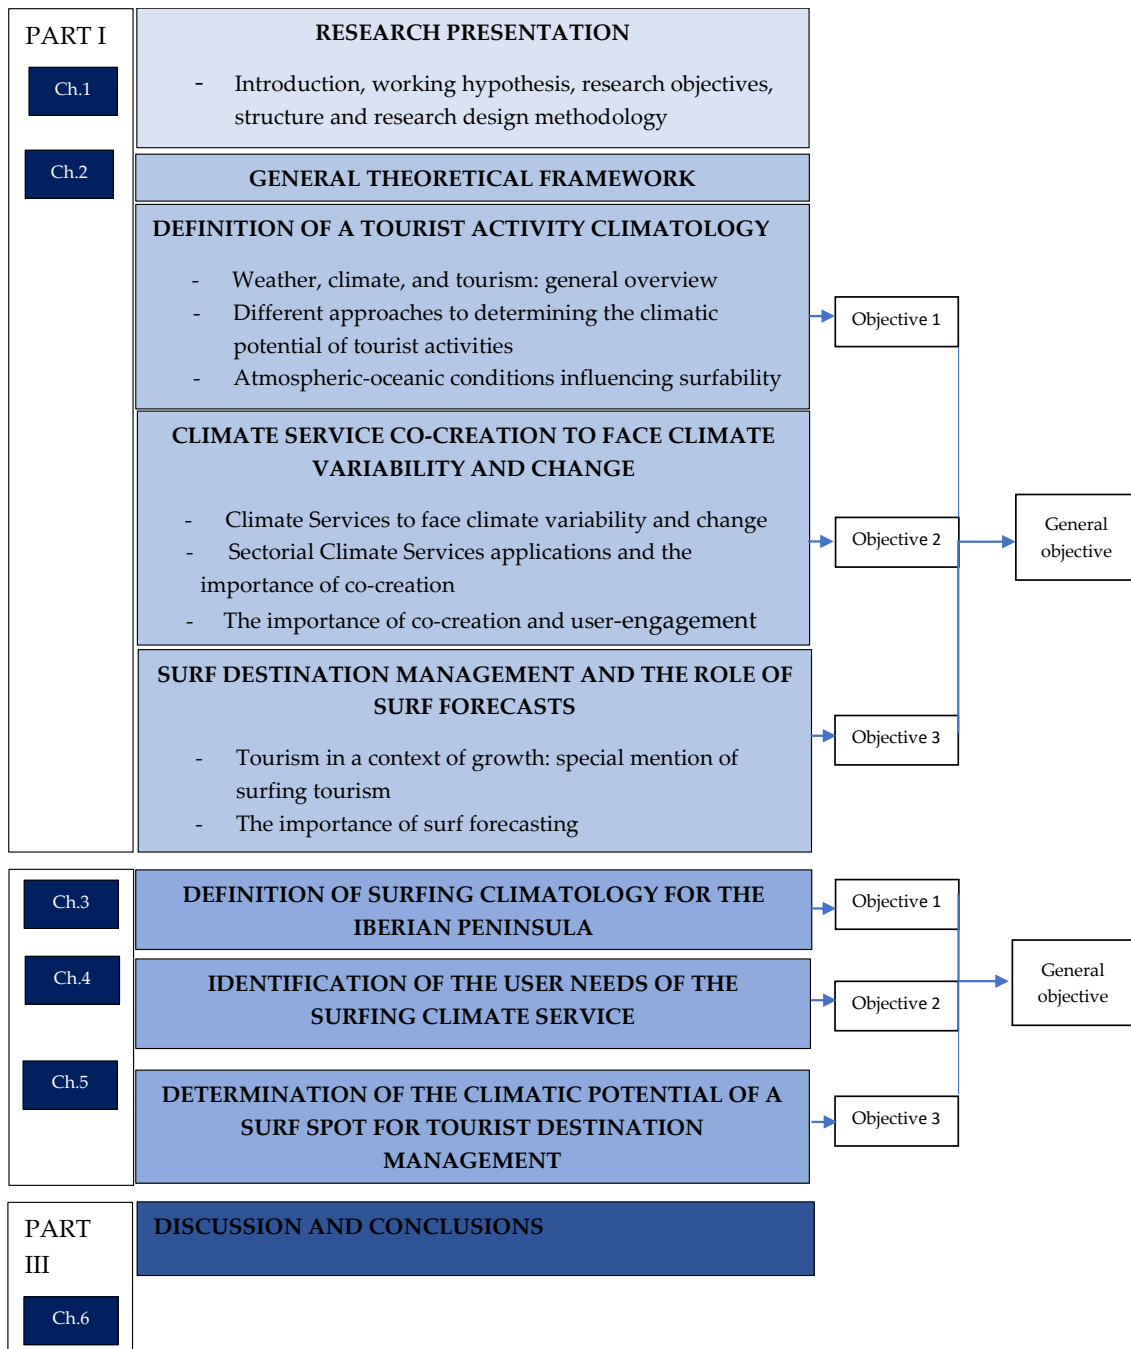 PART I
Ch.1
RESEARCH PRESENTATION
- Introduction, working hypothesis, research objectives,
structure and research design methodology
Ch.2
GENERAL THEORETICAL FRAMEWORK
DEFINITION OF A TOURIST ACTIVITY CLIMATOLOGY
- Weather, climate, and tourism: general overview
- Different approaches to determining the climatic
potential of tourist activities
- Atmospheric-oceanic conditions influencing surfability
Objective 1
CLIMATE SERVICE CO-CREATION TO FACE CLIMATE
VARIABILITY AND CHANGE
- Climate Services to face climate variability and change
- Sectorial Climate Services applications and the
importance of co-creation
- The importance of co-creation and user-engagement
Objective 2
General
objective
SURF DESTINATION MANAGEMENT AND THE ROLE OF
SURF FORECASTS
- Tourism in a context of growth: special mention of
surfing tourism
- The importance of surf forecasting
Objective 3
Ch.3
DEFINITION OF SURFING CLIMATOLOGY FOR THE
IBERIAN PENINSULA
Objective 1
Ch.4
IDENTIFICATION OF THE USER NEEDS OF THE
SURFING CLIMATE SERVICE
Objective 2
General
objective
Ch.5
DETERMINATION OF THE CLIMATIC POTENTIAL OF A
SURF SPOT FOR TOURIST DESTINATION
MANAGEMENT
Objective 3
PART
III
DISCUSSION AND CONCLUSIONS
Ch.6